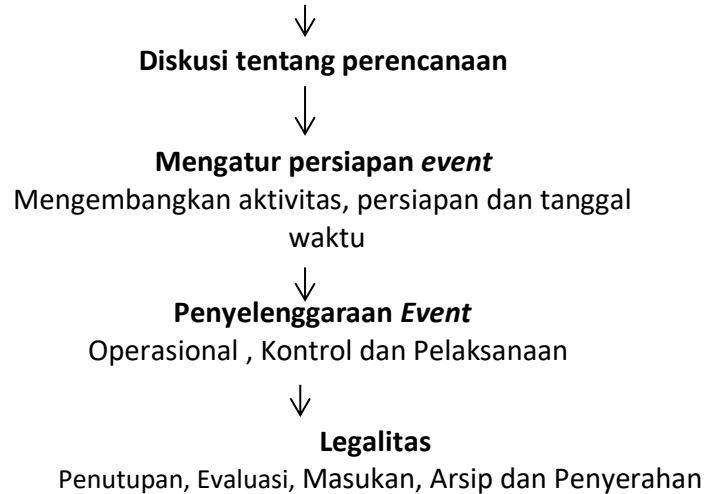 Diskusi tentang perencanaan
Mengatur persiapan event
Mengembangkan aktivitas, persiapan dan tanggal
waktu
Penyelenggaraan Event
Operasional , Kontrol dan Pelaksanaan
Legalitas
Penutupan, Evaluasi, Masukan, Arsip dan Penyerahan